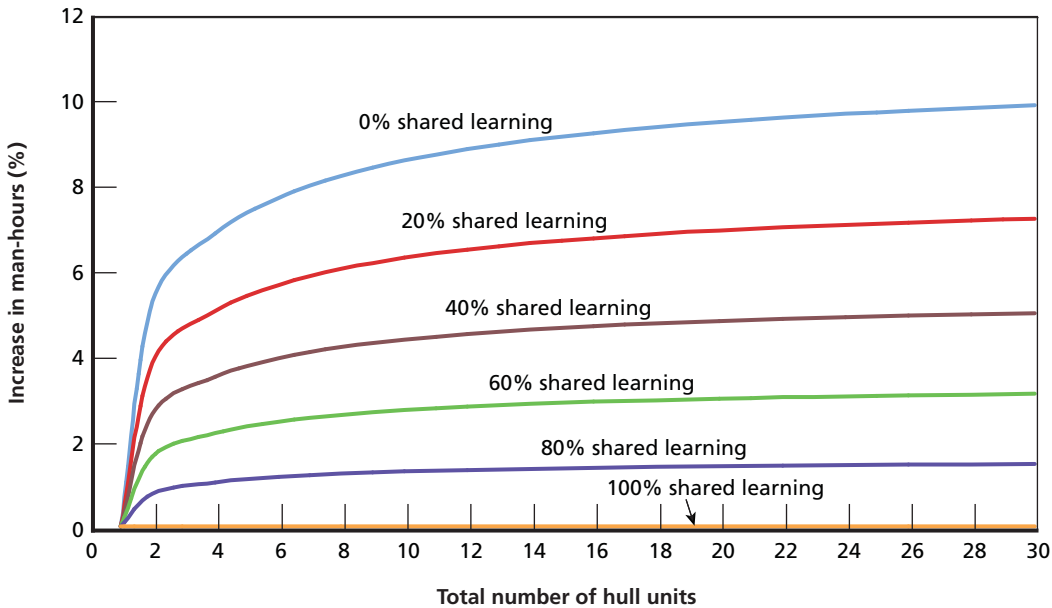 Increase in man-hours (%)
12
10
8
6
4
2
0
0% shared learning
20% shared learning
40% shared learning
60% shared learning
80% shared learning
100% shared learning
0 2 4 6 8 10 12 14 16 18 20 22 24 26 28 30
Total number of hull units